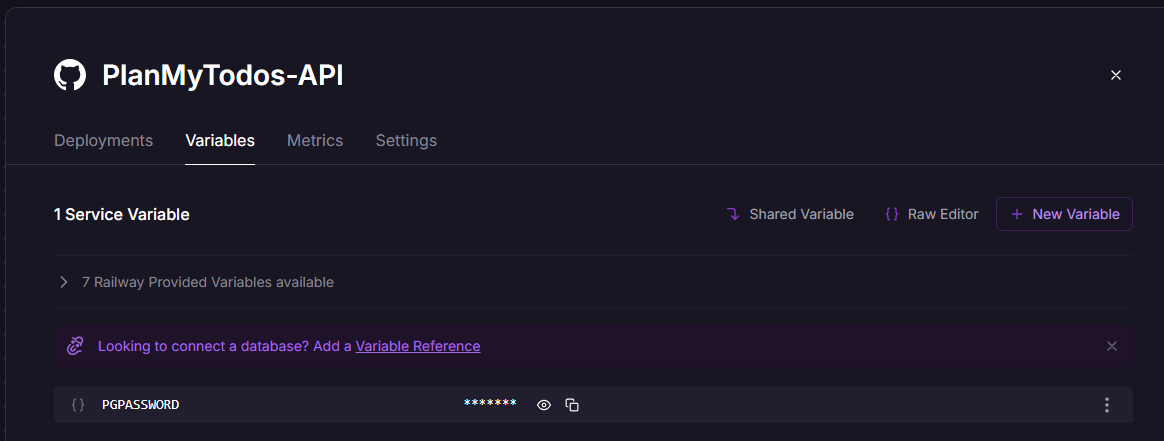 PlanMyTodos-API
Deployments Variables Metrics Settings
1 Service Variable Shared Variable {} Raw Editor + New Variable
7 Railway Provided Variables available
Looking to connect a database? Add a Variable Reference
{} PGPASSWORD *******